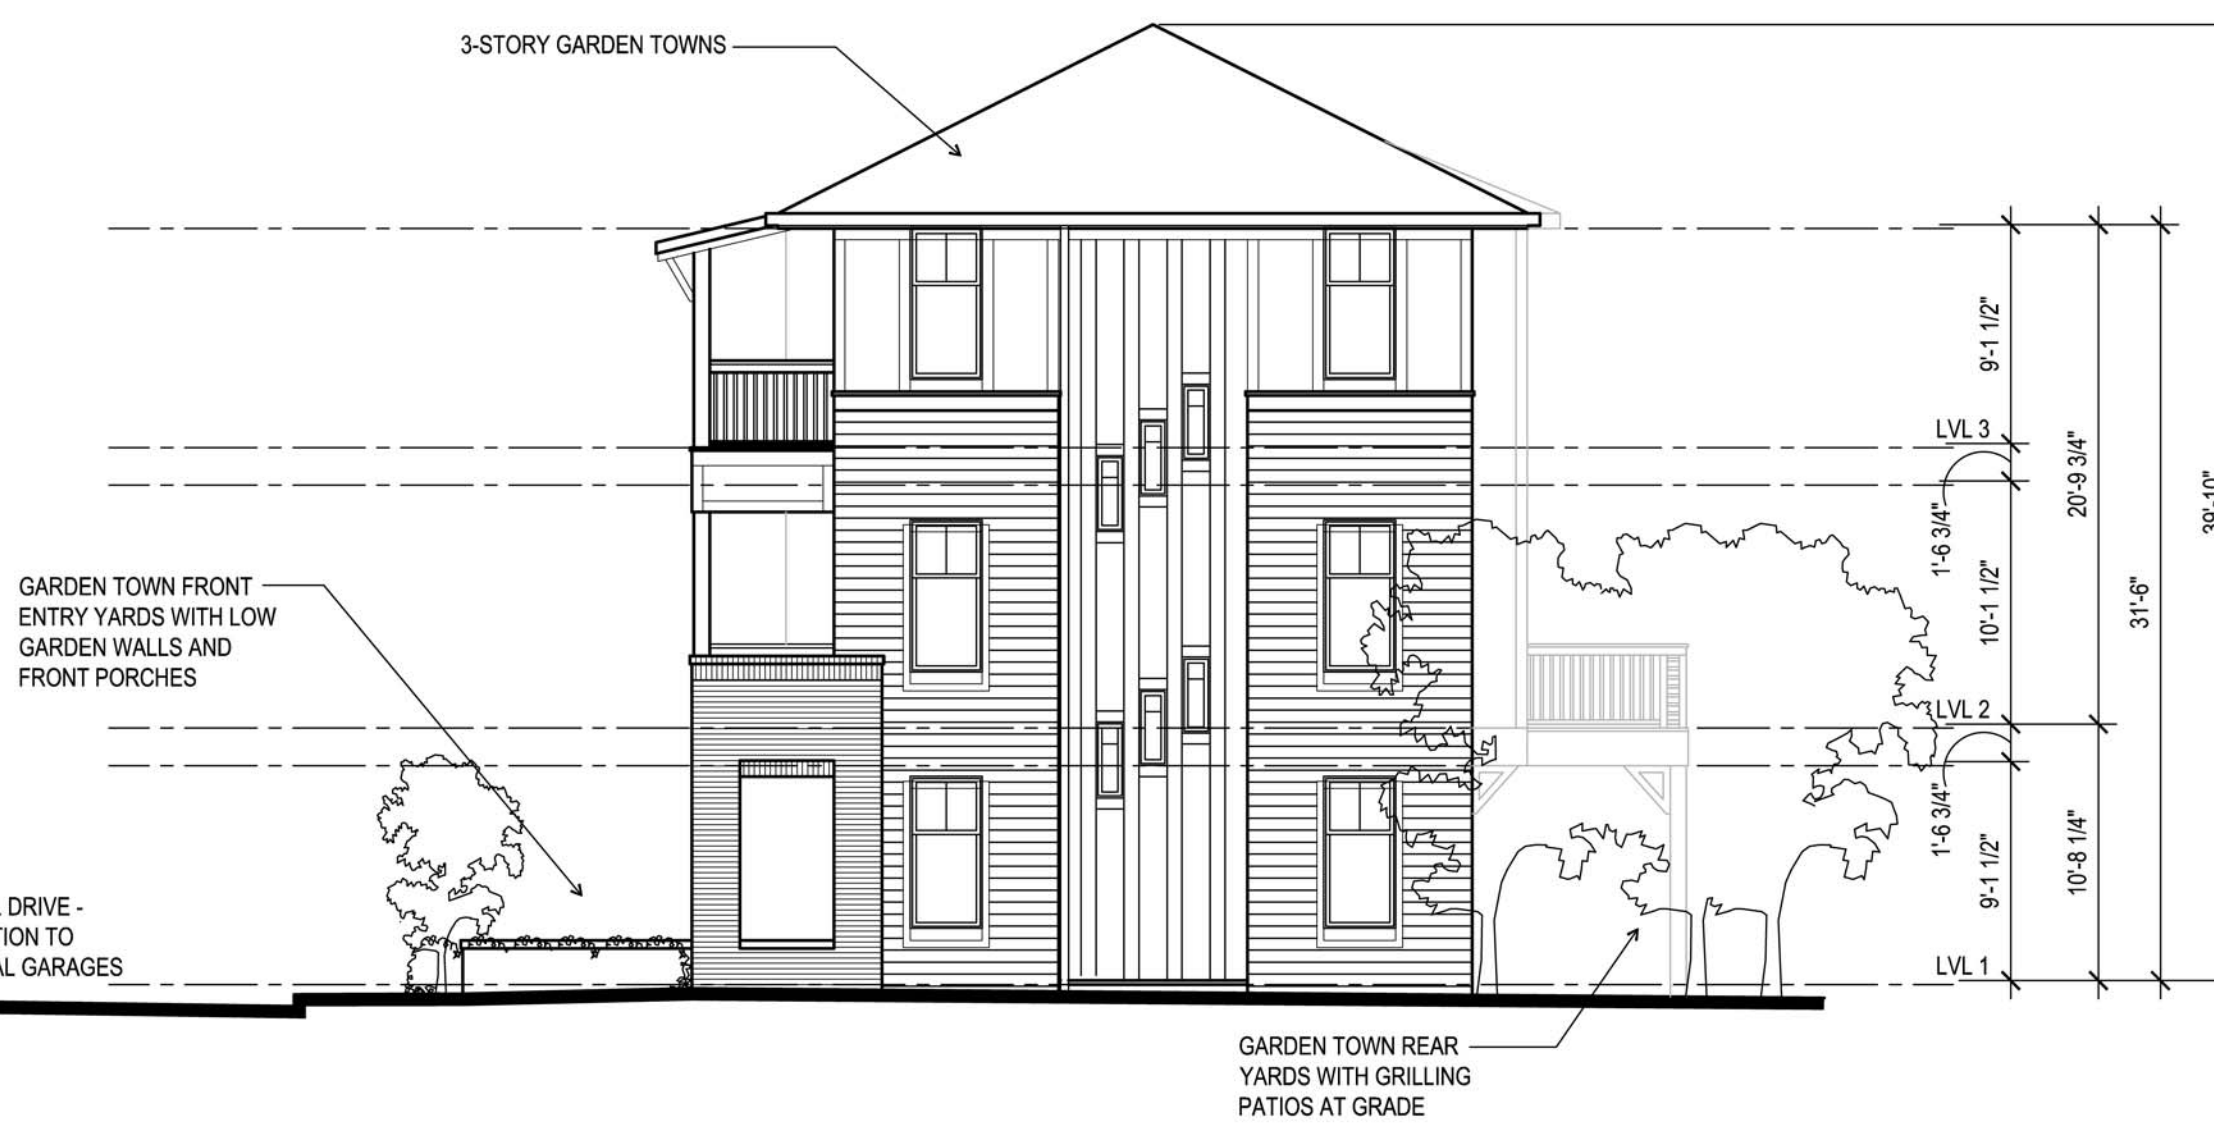 3-STORY GARDEN TOWNS
GARDEN TOWN FRONT
ENTRY YARDS WITH LOW
GARDEN WALLS AND
FRONT PORCHES
DRIVE -
TO
GARAGES
GARDEN TOWN REAR
YARDS WITH GRILLING
PATIOS AT GRADE
LVL 3
LVL 2
LVL 1
9'-1 1/2"
1'-6 3/4"
10'-1 1/2"
1'-6 3/4"
9'-1 1/2"
20'-9 3/4"
10'-8 1/4"
31'-6"
39'-10"